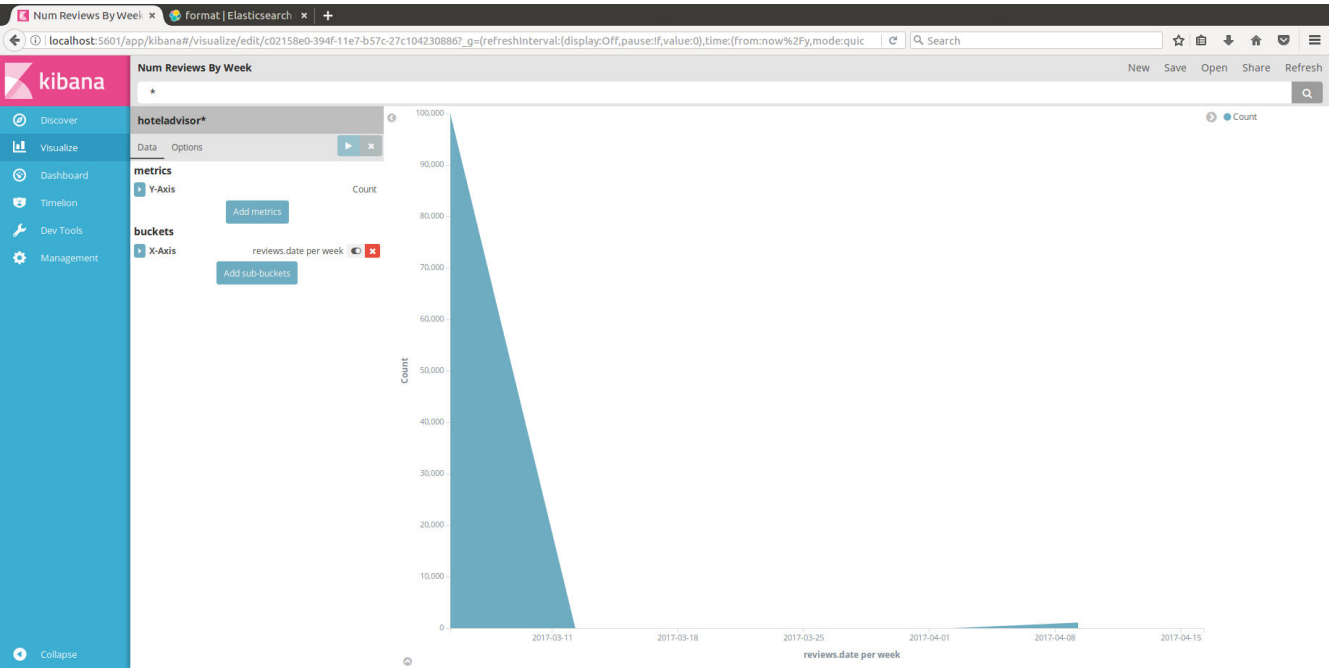 Num Reviews By Week
format | Elasticsearch
localhost:5601/app/kibana#/visualize/edit/c02158e0-394f-11e7-b57c-27c104230886?_g=(refreshInterval:(display:Off,pause:!f,value:0),time:(from:now%2Fy,mode:quic
Search
kibana
Discover
Visualize
Dashboard
Timelion
Dev Tools
Management
Collapse
Num Reviews By Week
New Save Open Share Refresh
*
hoteladvisor*
Data Options
metrics
Y-Axis Count
Add metrics
buckets
X-Axis reviews.date per week
Add sub-buckets
Count
100,000
90,000
80,000
70,000
60,000
50,000
40,000
30,000
20,000
10,000
0
Count
2017-03-11 2017-03-18 2017-03-25 2017-04-01 2017-04-08 2017-04-15
reviews.date per week